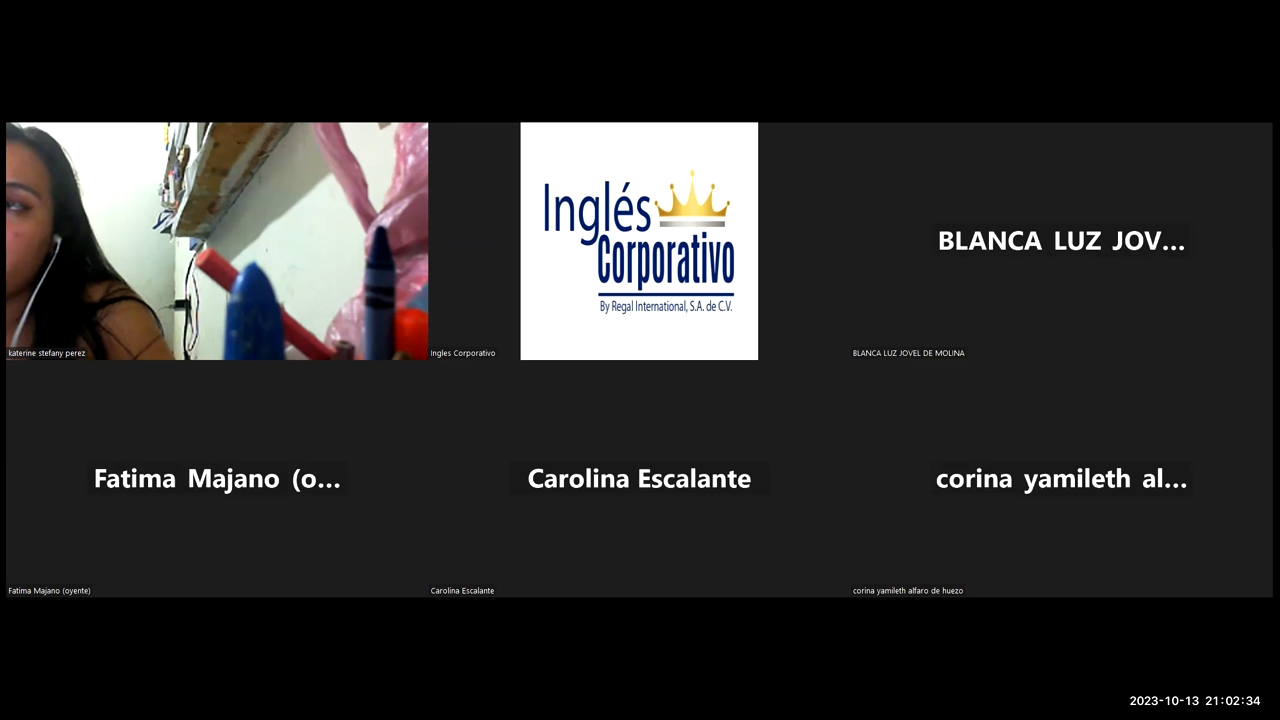 Inglés
Corporativo
By Regal International, S.A. de C.V.
BLANCA LUZ JOV...
katerine stefany perez
Ingles Corporativo
BLANCA LUZ JOVEL DE MOLINA
Fatima Majano (o...
Carolina Escalante
corina yamileth al...
Fatima Majano (oyente)
Carolina Escalante
corina yamileth alfaro de huezo
2023-10-13 21:02:34